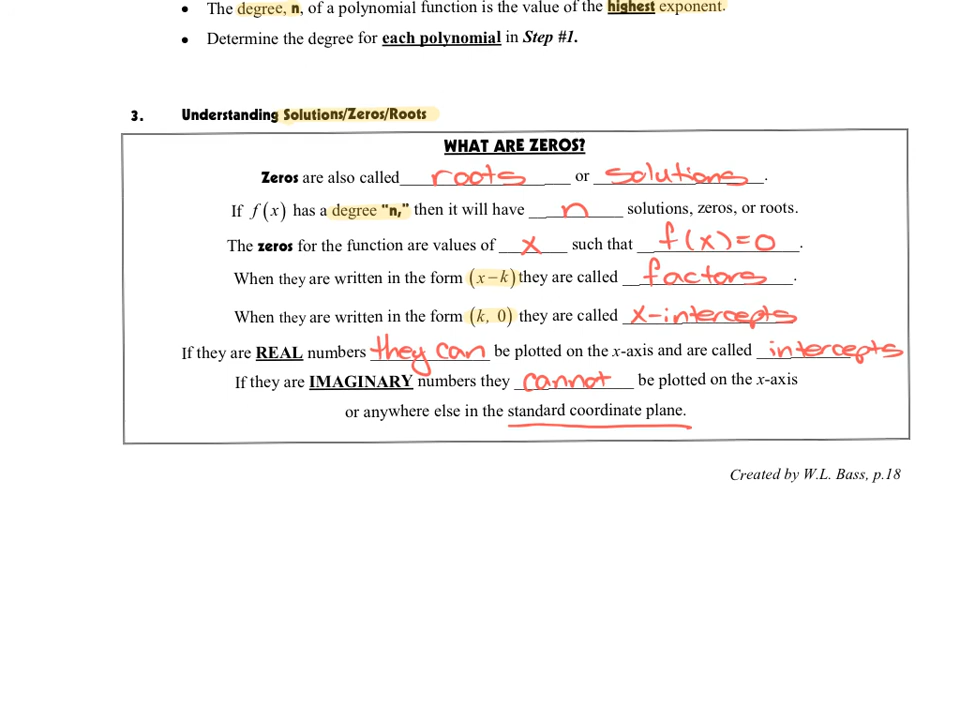 • The degree, n, of a polynomial function is the value of the highest exponent.
• Determine the degree for each polynomial in Step #1.
3. Understanding Solutions/Zeros/Roots
WHAT ARE ZEROS?
Zeros are also called roots or solutions.
If f(x) has a degree "n," then it will have n solutions, zeros, or roots.
The zeros for the function are values of x such that f(x)=0.
When they are written in the form (x−k) they are called factors.
When they are written in the form (k, 0) they are called x-intercepts
If they are REAL numbers they can be plotted on the x-axis and are called intercepts
If they are IMAGINARY numbers they cannot be plotted on the x-axis
or anywhere else in the standard coordinate plane.
Created by W.L. Bass, p.18